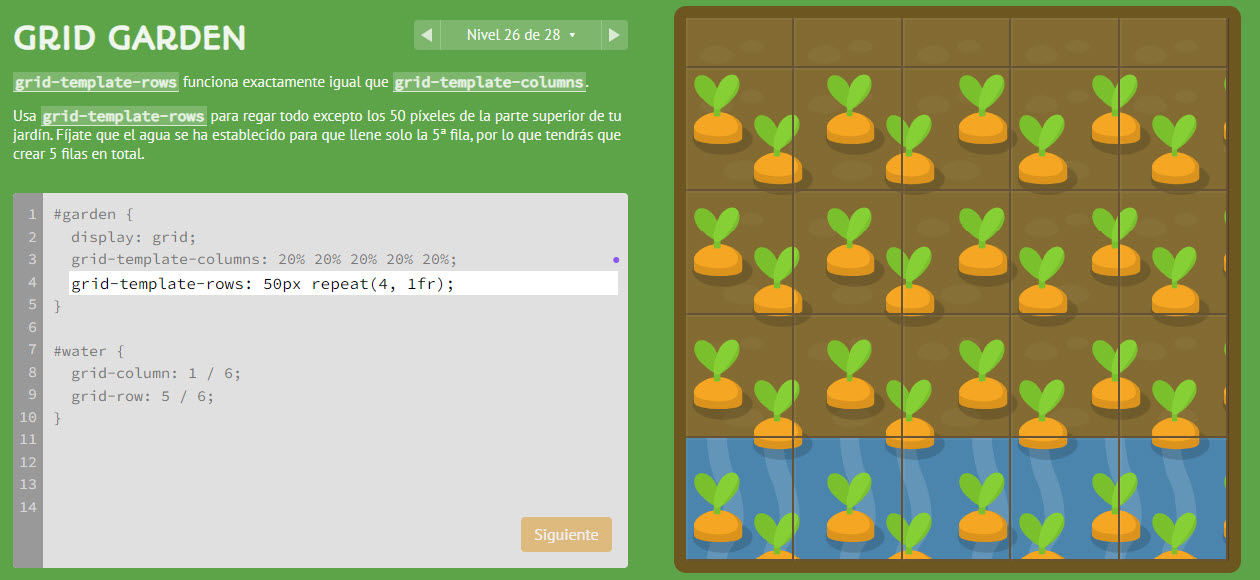 GRID GARDEN
Nivel 26 de 28
grid-template-rows funciona exactamente igual que grid-template-columns.
Usa grid-template-rows para regar todo excepto los 50 píxeles de la parte superior de tu
jardín. Fíjate que el agua se ha establecido para que llene solo la 5ª fila, por lo que tendrás que
crear 5 filas en total.
1 #garden {
2 display: grid;
3 grid-template-columns: 20% 20% 20% 20% 20%;
4 grid-template-rows: 50px repeat(4, 1fr);
5 }
6
7 #water {
8 grid-column: 1 / 6;
9 grid-row: 5 / 6;
10 }
11
12
13
14
Siguiente